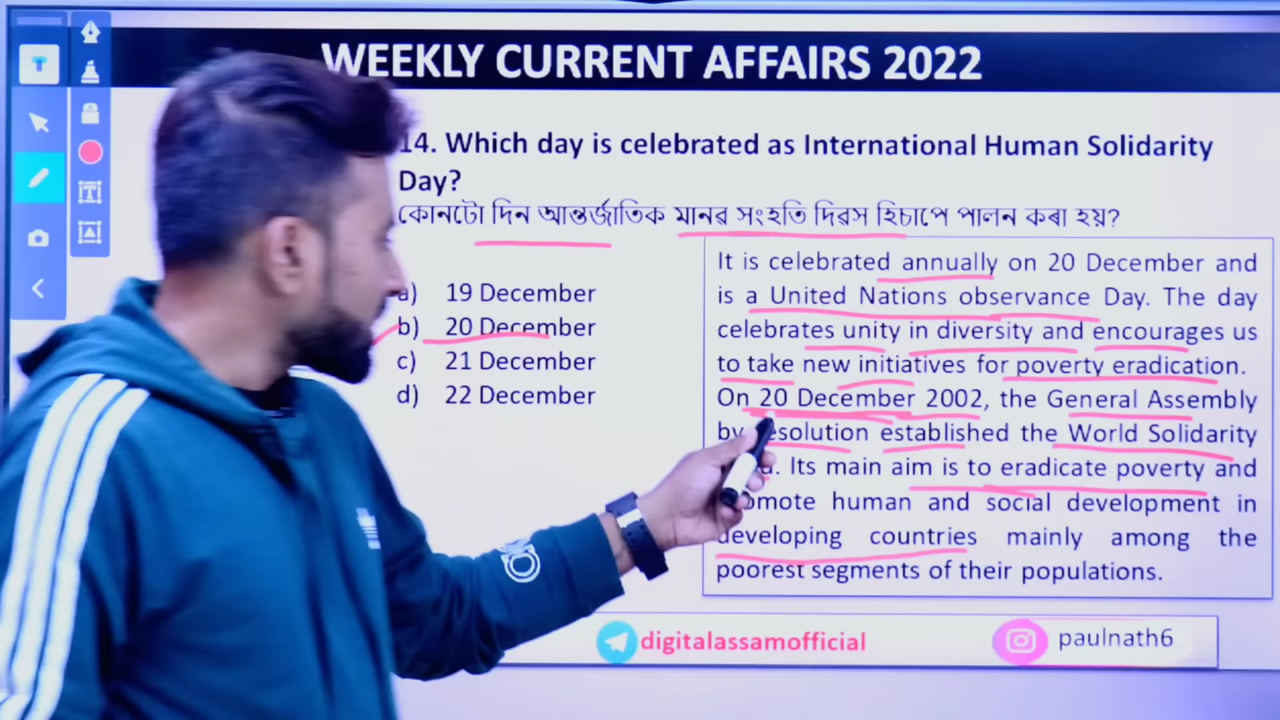 WEEKLY CURRENT AFFAIRS 2022
14. Which day is celebrated as International Human Solidarity
Day?
কোনটো দিন আন্তৰ্জাতিক মানৱ সংহতি দিৱস হিচাপে পালন কৰা হয়?
a) 19 December
b) 20 December
c) 21 December
d) 22 December
It is celebrated annually on 20 December and
is a United Nations observance Day. The day
celebrates unity in diversity and encourages us
to take new initiatives for poverty eradication.
On 20 December 2002, the General Assembly
by resolution established the World Solidarity
Its main aim is to eradicate poverty and
promote human and social development in
developing countries mainly among the
poorest segments of their populations.
digitalassamofficial
paulnath6